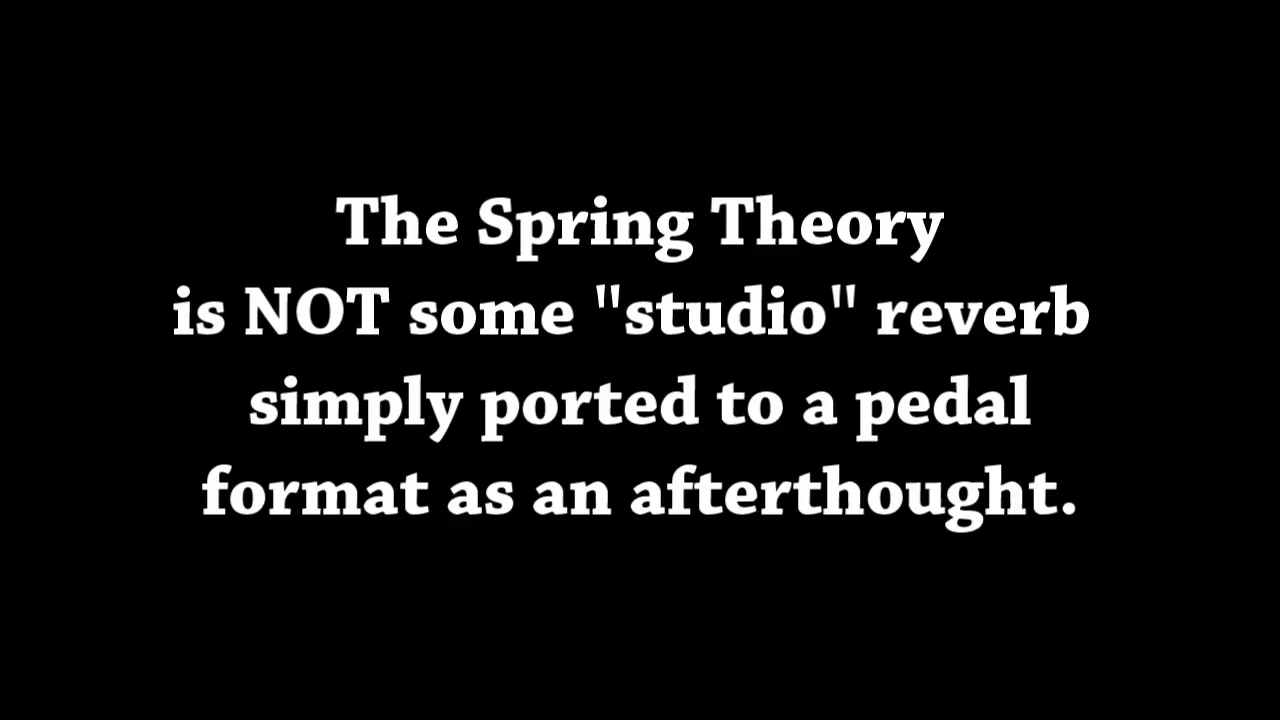 The Spring Theory
is NOT some "studio" reverb
simply ported to a pedal
format as an afterthought.